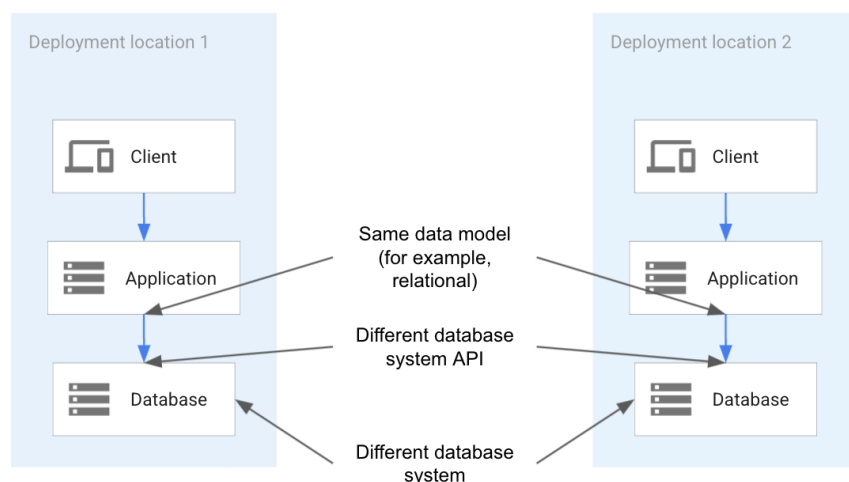 Deployment location 1
Deployment location 2
Client
Client
Same data model
(for example,
relational)
Application
Application
Different database
system API
Database
Database
Different database
system